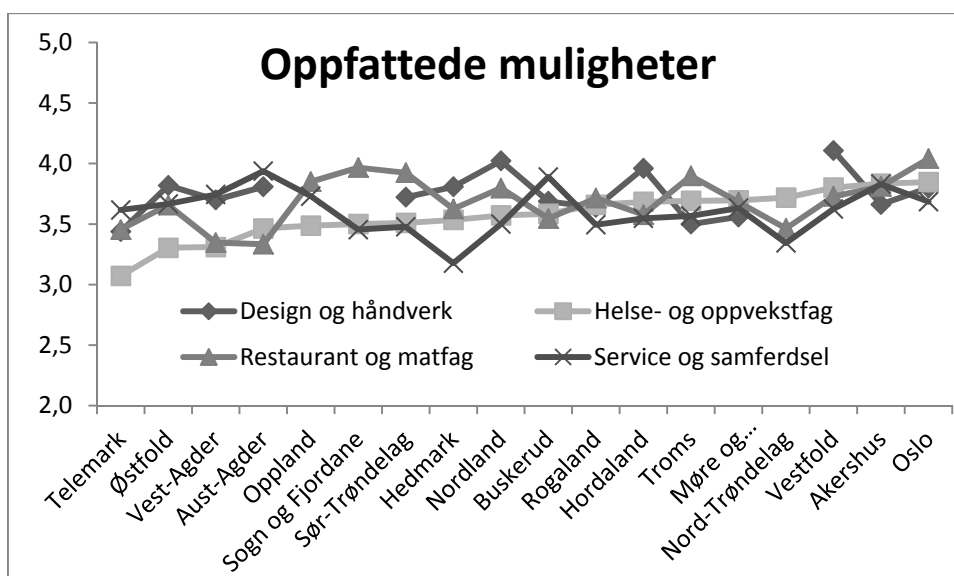 Oppfattede muligheter
5,0
4,5
4,0
3,5
3,0
2,5
2,0
Design og håndverk
Helse- og oppvekstfag
Restaurant og matfag
Service og samferdsel
Telemark
Østfold
Vest-Agder
Aust-Agder
Oppland
Sogn og Fjordane
Sør-Trøndelag
Hedmark
Nordland
Buskerud
Rogaland
Hordaland
Troms
Møre og...
Nord-Trøndelag
Vestfold
Akershus
Oslo